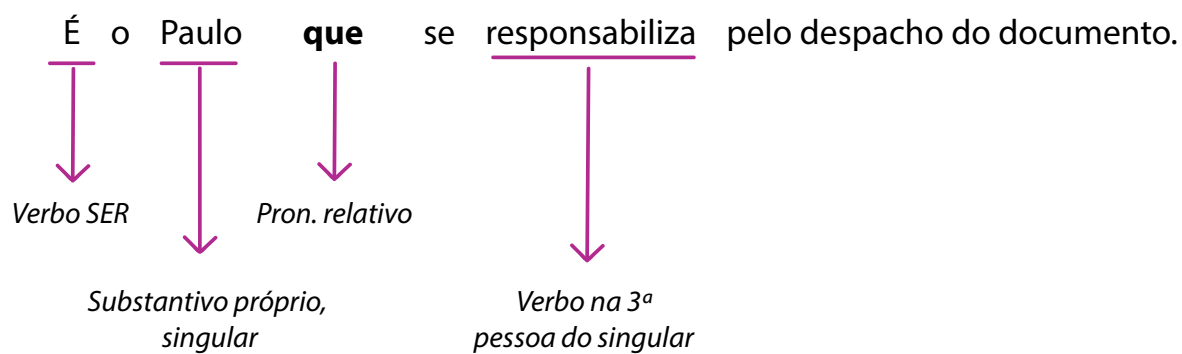 É o Paulo que se responsabiliza pelo despacho do documento.
Verbo SER
Pron. relativo
Substantivo próprio,
singular
Verbo na 3ª
pessoa do singular